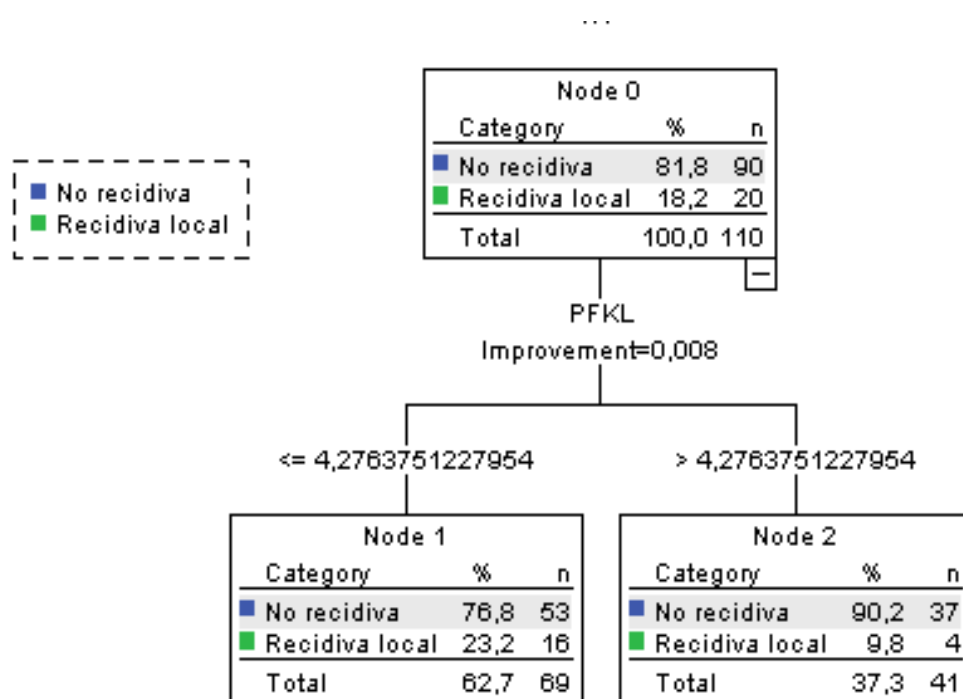 ...
Node 0
Category % n
No recidiva 81,8 90
Recidiva local 18,2 20
Total 100,0 110
No recidiva
Recidiva local
PFKL
Improvement=0,008
<= 4,2763751227954
> 4,2763751227954
Node 1
Category % n
No recidiva 76,8 53
Recidiva local 23,2 16
Total 62,7 69
Node 2
Category % n
No recidiva 90,2 37
Recidiva local 9,8 4
Total 37,3 41